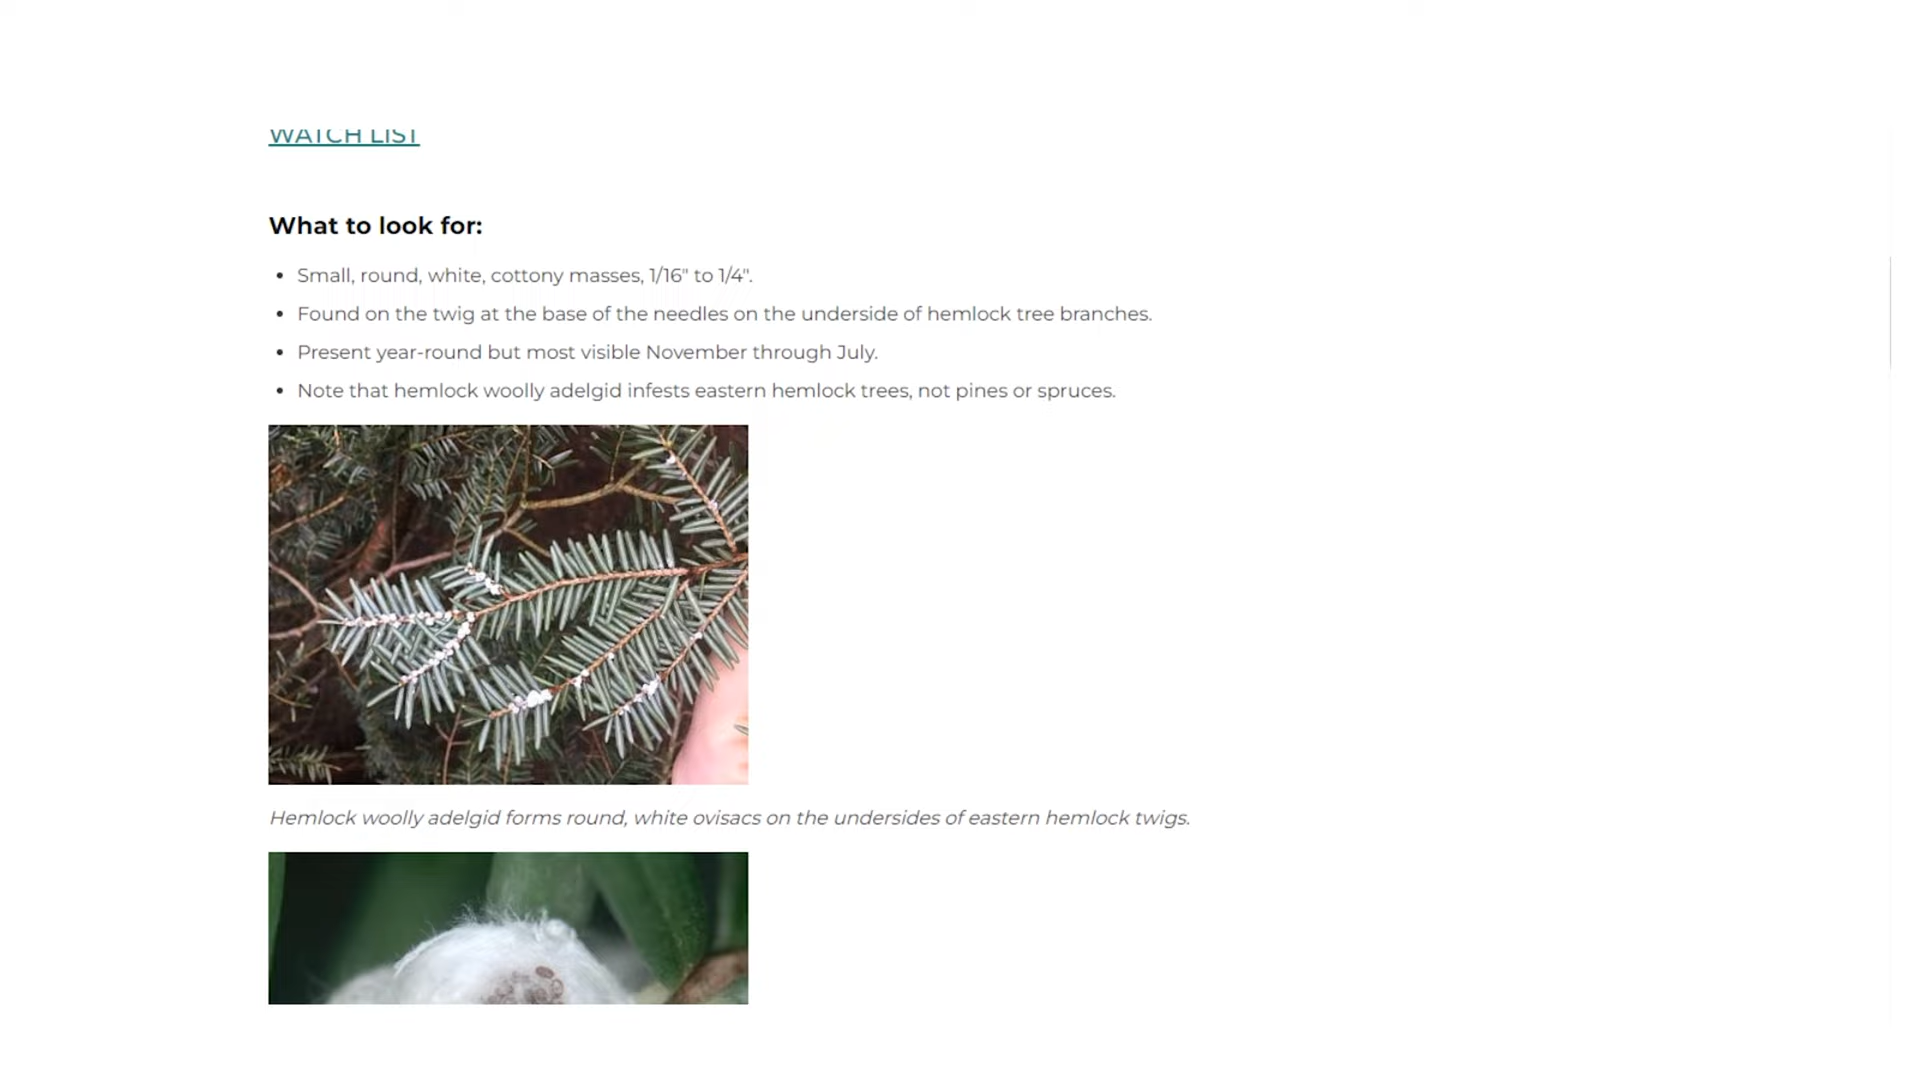 WATCH LIST
What to look for:
Small, round, white, cottony masses, 1/16" to 1/4".
Found on the twig at the base of the needles on the underside of hemlock tree branches.
Present year-round but most visible November through July.
Note that hemlock woolly adelgid infests eastern hemlock trees, not pines or spruces.
Hemlock woolly adelgid forms round, white ovisacs on the undersides of eastern hemlock twigs.